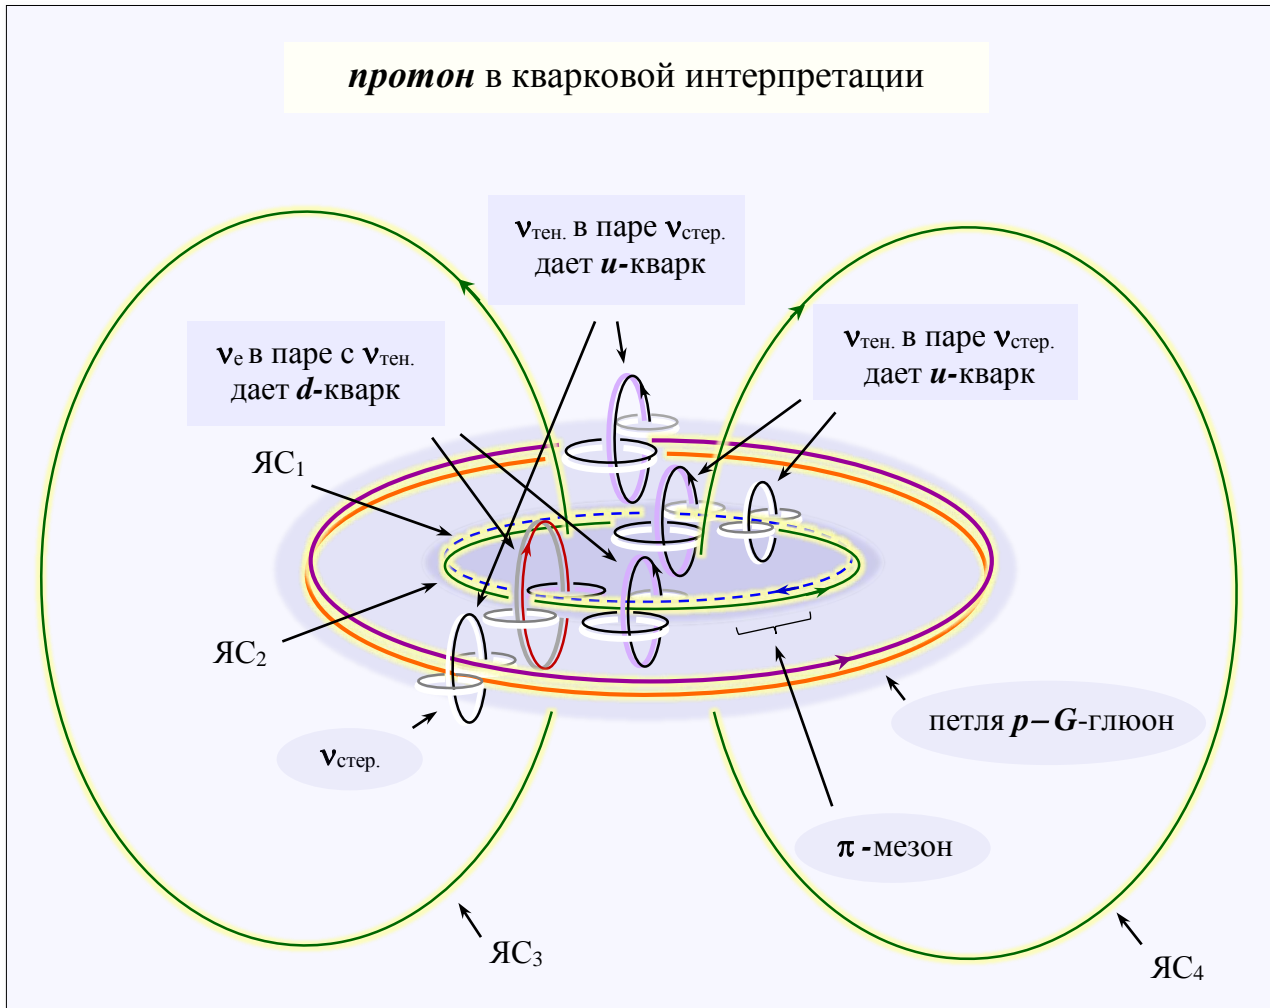 протон в кварковой интерпретации
νтен. в паре νстер.
дает u-кварк
νe в паре с νтен.
дает d-кварк
νтен. в паре νстер.
дает u-кварк
ЯС1
ЯС2
νстер.
петля p–G-глюон
π-мезон
ЯС3
ЯС4